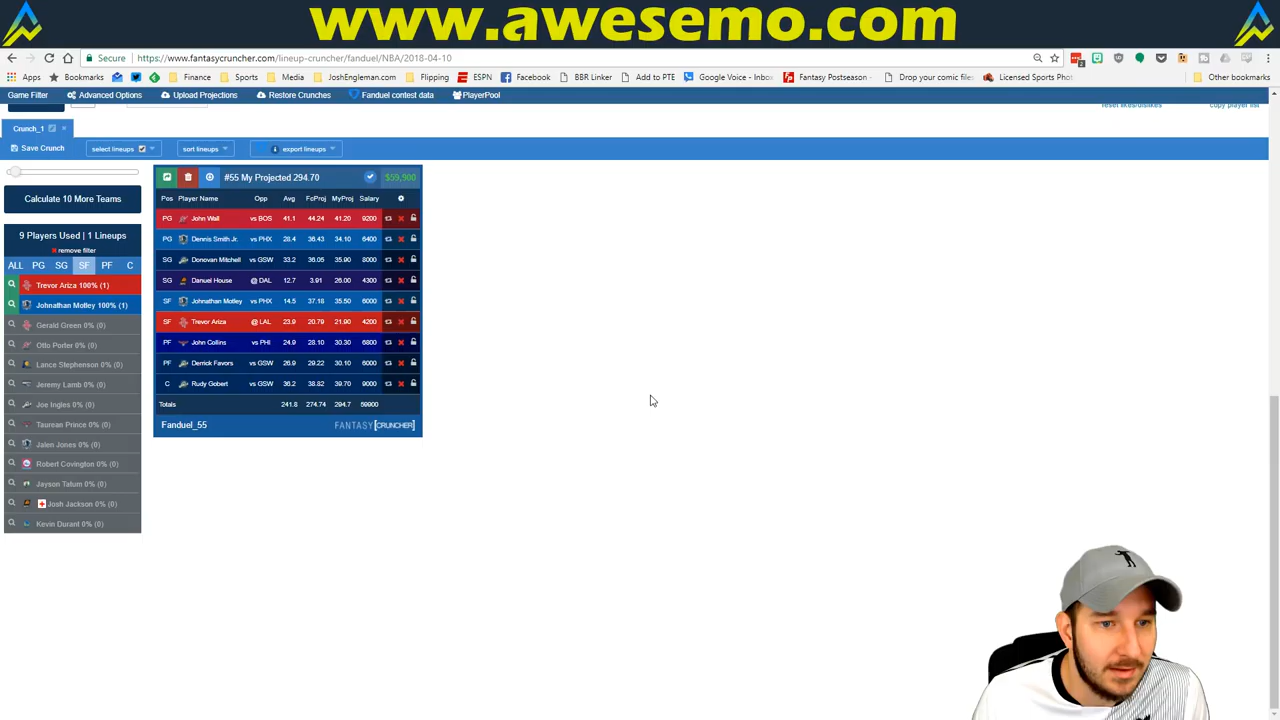 www.awesemo.com
Secure https://www.fantasycruncher.com/lineup-cruncher/fanduel/NBA/2018-04-10
Apps Bookmarks Finance Sports Media JoshEngleman.com Flipping ESPN Facebook BBR Linker Add to PTE Google Voice - Inbox Fantasy Postseason - Drop your comic files Licensed Sports Phot Other bookmarks
Game Filter Advanced Options Upload Projections Restore Crunches Fanduel contest data PlayerPool
reset likes/dislikes copy player list
Crunch_1 ×
Save Crunch select lineups sort lineups export lineups
#55 My Projected 294.70 $59,900
Calculate 10 More Teams
Pos Player Name Opp Avg FcProj MyProj Salary
PG John Wall vs BOS 41.1 44.24 41.20 9200
PG Dennis Smith Jr. vs PHX 28.4 36.43 34.10 6400
SG Donovan Mitchell vs GSW 33.2 36.05 35.90 8000
SG Danuel House @ DAL 12.7 3.91 26.00 4300
SF Johnathan Motley vs PHX 14.5 37.18 35.50 6000
SF Trevor Ariza @ LAL 23.9 20.79 21.90 4200
PF John Collins vs PHI 24.9 28.10 30.30 6800
PF Derrick Favors vs GSW 26.9 29.22 30.10 6000
C Rudy Gobert vs GSW 36.2 38.82 39.70 9000
Totals 241.8 274.74 294.7 59900
Fanduel_55 FANTASY [CRUNCHER]
9 Players Used | 1 Lineups
remove filter
ALL PG SG SF PF C
Trevor Ariza 100% (1)
Johnathan Motley 100% (1)
Gerald Green 0% (0)
Otto Porter 0% (0)
Lance Stephenson 0% (0)
Jeremy Lamb 0% (0)
Joe Ingles 0% (0)
Taurean Prince 0% (0)
Jalen Jones 0% (0)
Robert Covington 0% (0)
Jayson Tatum 0% (0)
Josh Jackson 0% (0)
Kevin Durant 0% (0)